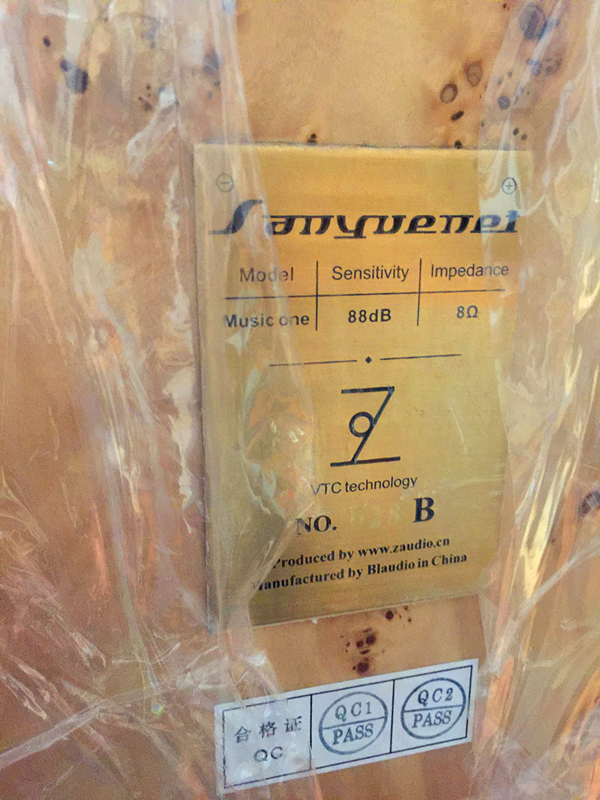 Sanyuenet
Model Sensitivity Impedance
Music one 88dB 8Ω
VTC technology
NO. B
Produced by www.zaudio.cn
Manufactured by Blaudio in China
合格证 QC1 QC2
QC PASS PASS